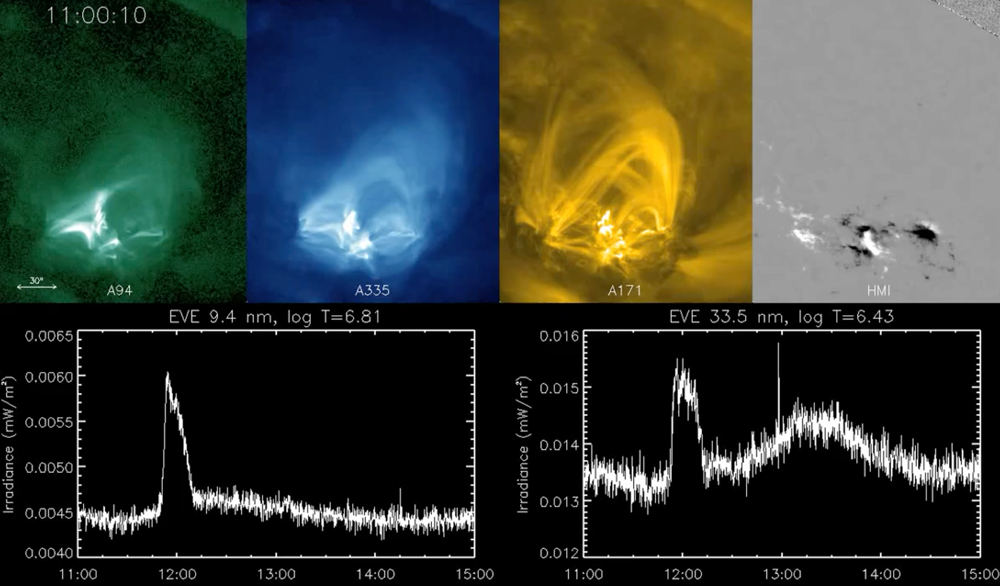 11:00:10
30"
A94
A335
A171
HMI
EVE 9.4 nm, log T=6.81
Irradiance (mW/m²)
0.0065
0.0060
0.0055
0.0050
0.0045
0.0040
11:00
12:00
13:00
14:00
15:00
EVE 33.5 nm, log T=6.43
Irradiance (mW/m²)
0.016
0.015
0.014
0.013
0.012
11:00
12:00
13:00
14:00
15:00